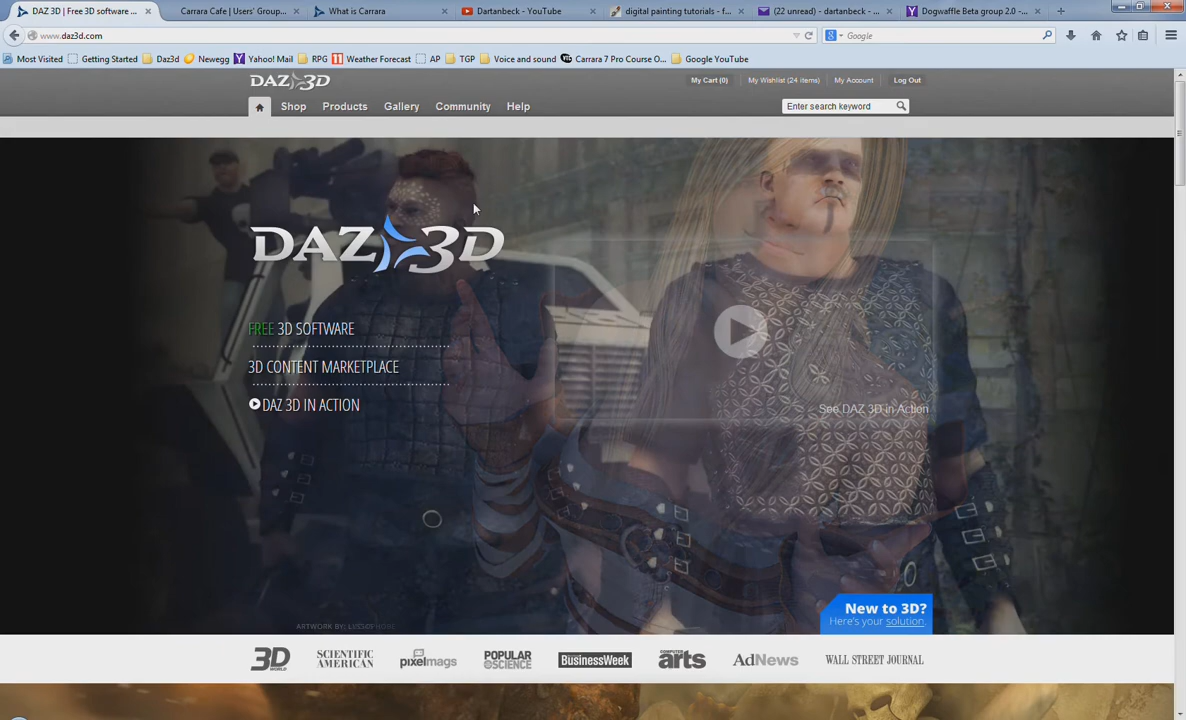 DAZ 3D | Free 3D software ...
Carrara Cafe | Users' Group...
What is Carrara
Dartanbeck - YouTube
digital painting tutorials - f...
(22 unread) - dartanbeck - ...
Dogwaffle Beta group 2.0 -...
www.daz3d.com
Google
Most Visited
Getting Started
Daz3d
Newegg
Yahoo! Mail
RPG
Weather Forecast
AP
TGP
Voice and sound
Carrara 7 Pro Course O...
Google YouTube
DAZ 3D
My Cart (0)
My Wishlist (24 items)
My Account
Log Out
Shop
Products
Gallery
Community
Help
Enter search keyword
DAZ 3D
FREE 3D SOFTWARE
3D CONTENT MARKETPLACE
DAZ 3D IN ACTION
See DAZ 3D in Action
New to 3D?
Here's your solution.
ARTWORK BY:
3D WORLD
SCIENTIFIC AMERICAN
pixelmags
POPULAR SCIENCE
BusinessWeek
COMPUTER arts
AdNews
WALL STREET JOURNAL